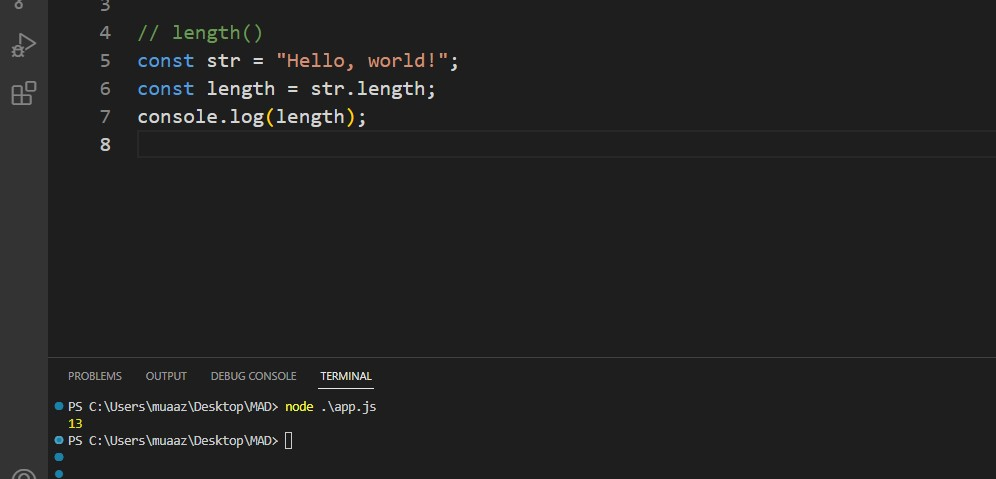 3
4 // length()
5 const str = "Hello, world!";
6 const length = str.length;
7 console.log(length);
8
PROBLEMS OUTPUT DEBUG CONSOLE TERMINAL
PS C:\Users\muaaz\Desktop\MAD> node .\app.js
13
PS C:\Users\muaaz\Desktop\MAD>